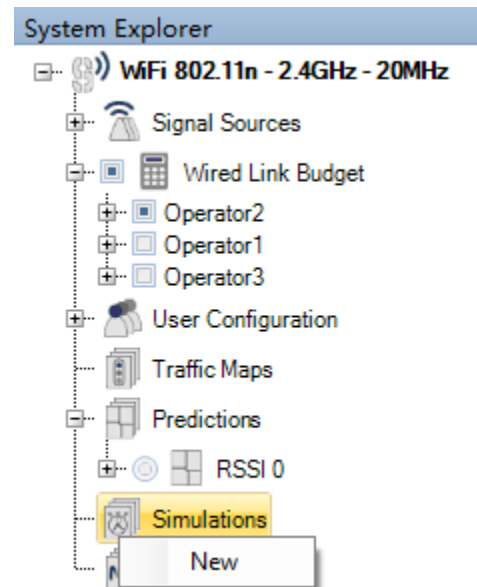 System Explorer
WiFi 802.11n - 2.4GHz - 20MHz
Signal Sources
Wired Link Budget
Operator2
Operator1
Operator3
User Configuration
Traffic Maps
Predictions
RSSI 0
Simulations
New